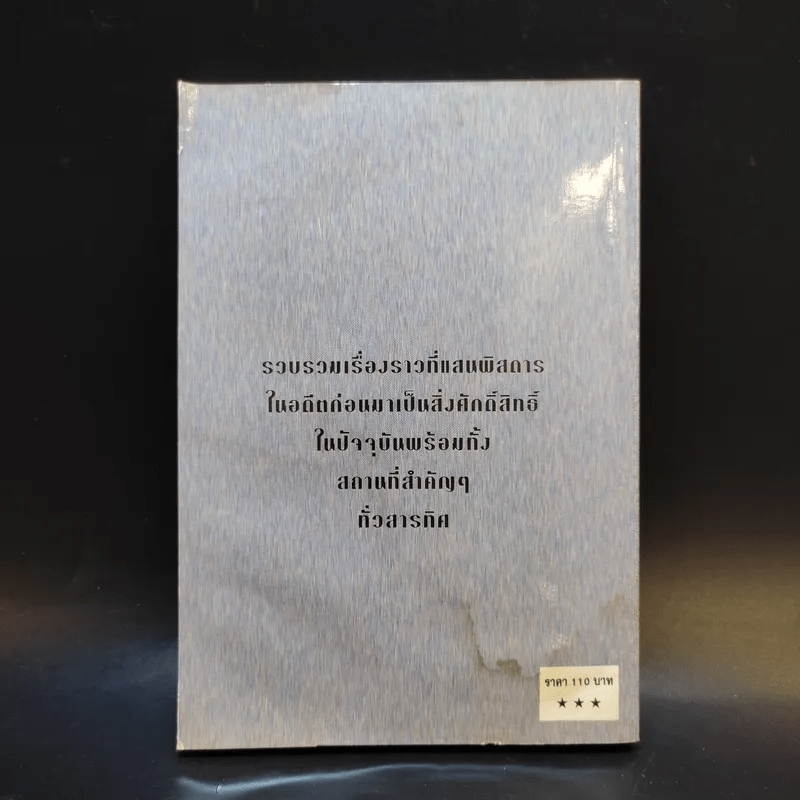 รวบรวมเรื่องราวที่แสนพิสดาร
ในอดีตก่อนมาเป็นสิ่งศักดิ์สิทธิ์
ในปัจจุบันพร้อมทั้ง
สถานที่สำคัญๆ
ทั่วสารทิศ
ราคา 110 บาท
★ ★ ★